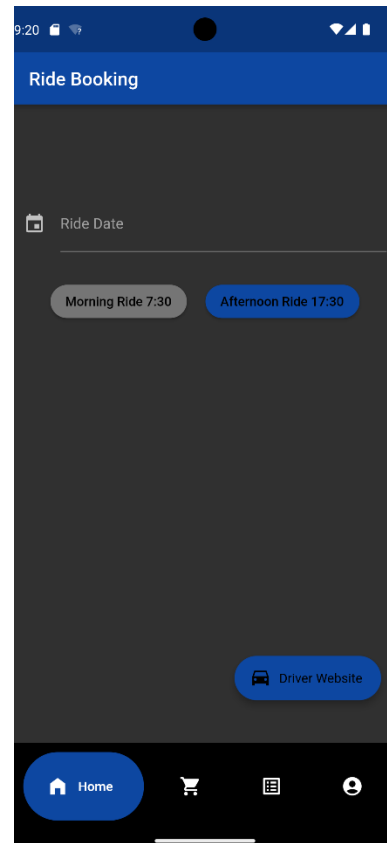 9:20
Ride Booking
Ride Date
Morning Ride 7:30 Afternoon Ride 17:30
Driver Website
Home